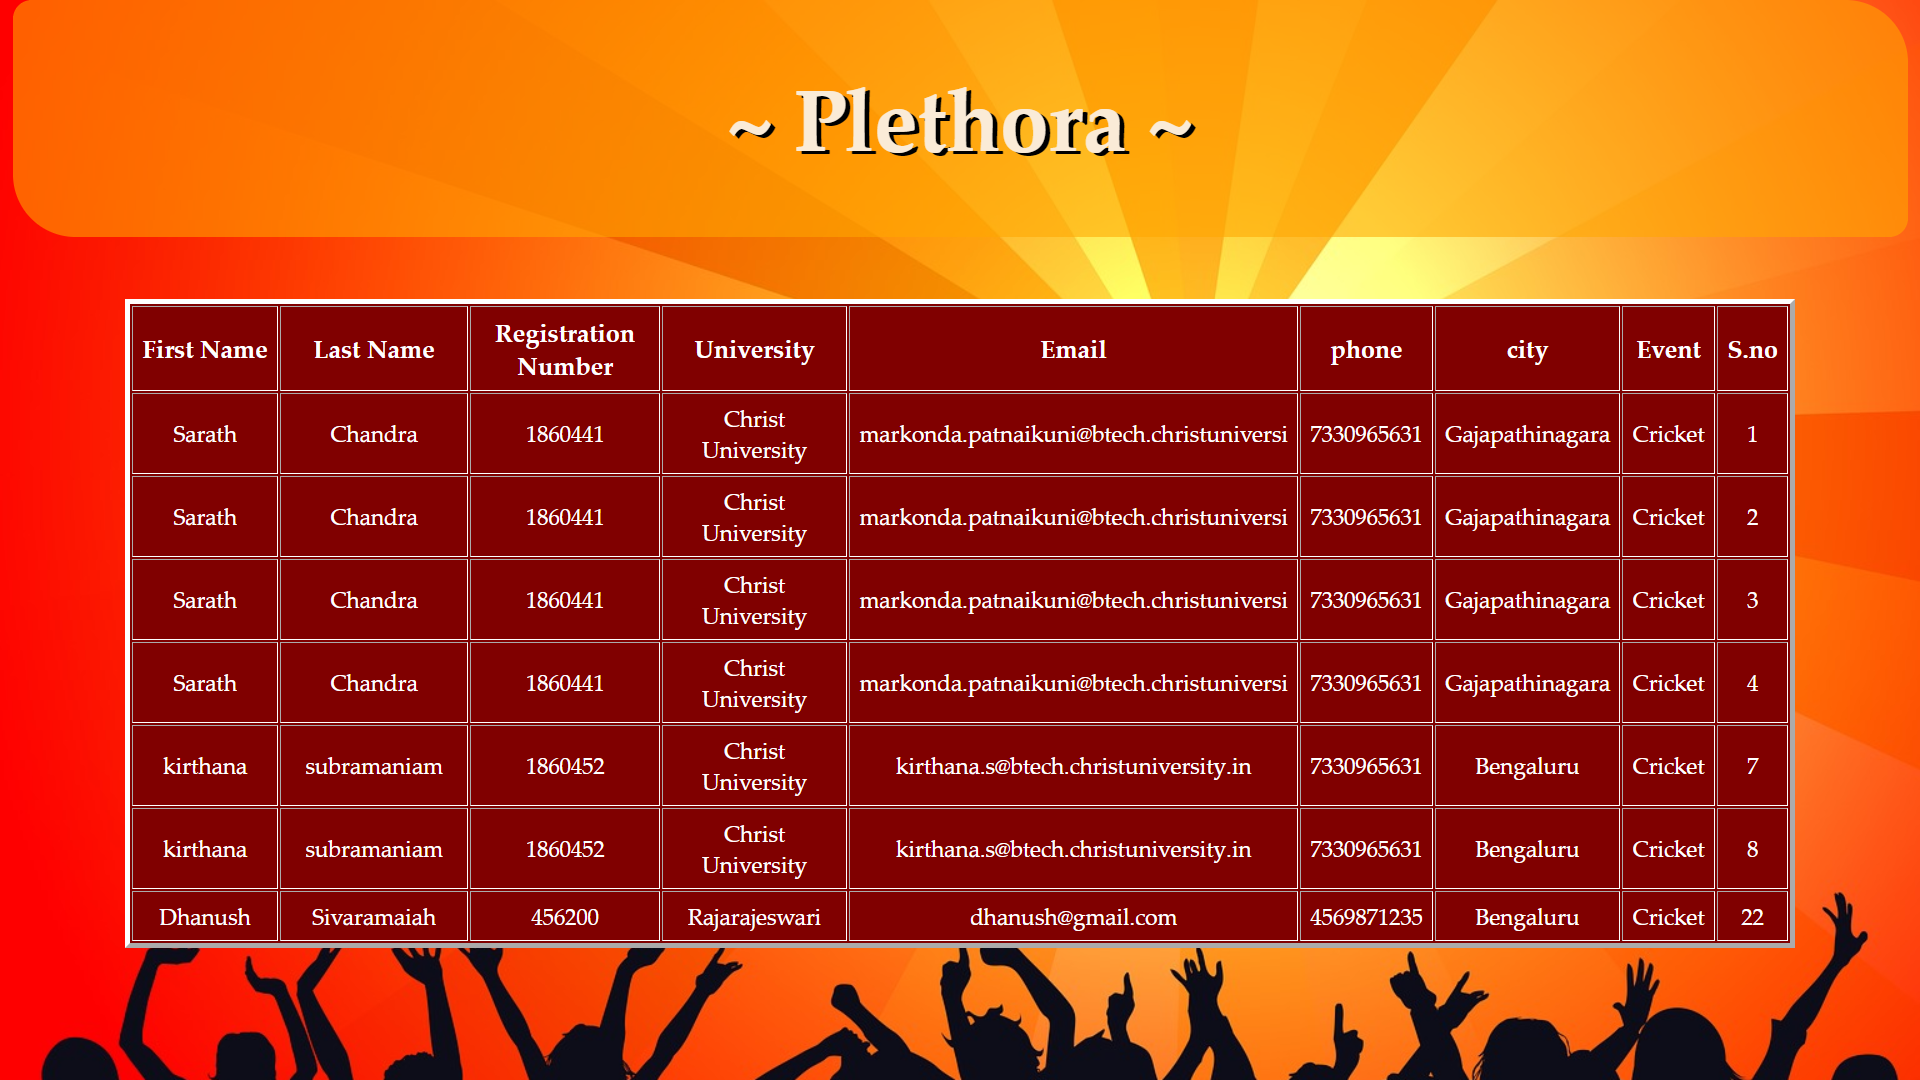 ~ Plethora ~
First Name Last Name Registration Number University Email phone city Event S.no
Sarath Chandra 1860441 Christ University markonda.patnaikuni@btech.christuniversi 7330965631 Gajapathinagara Cricket 1
Sarath Chandra 1860441 Christ University markonda.patnaikuni@btech.christuniversi 7330965631 Gajapathinagara Cricket 2
Sarath Chandra 1860441 Christ University markonda.patnaikuni@btech.christuniversi 7330965631 Gajapathinagara Cricket 3
Sarath Chandra 1860441 Christ University markonda.patnaikuni@btech.christuniversi 7330965631 Gajapathinagara Cricket 4
kirthana subramaniam 1860452 Christ University kirthana.s@btech.christuniversity.in 7330965631 Bengaluru Cricket 7
kirthana subramaniam 1860452 Christ University kirthana.s@btech.christuniversity.in 7330965631 Bengaluru Cricket 8
Dhanush Sivaramaiah 456200 Rajarajeswari dhanush@gmail.com 4569871235 Bengaluru Cricket 22